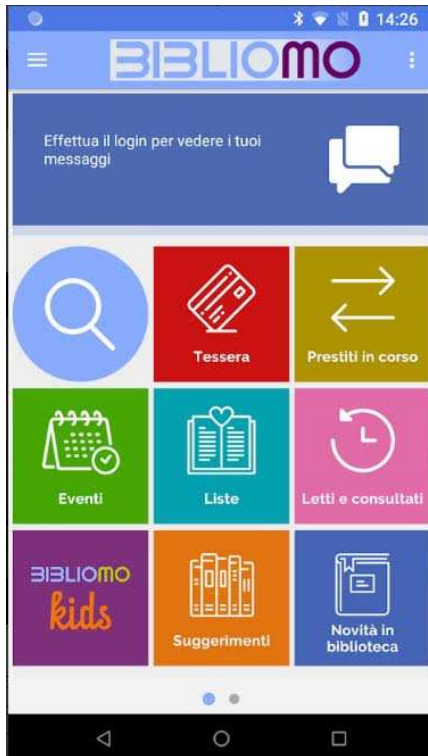 14:26
BIBLIOMO
Effettua il login per vedere i tuoi
messaggi
Tessera
Prestiti in corso
Eventi
Liste
Letti e consultati
BIBLIOMO
kids
Suggerimenti
Novità in
biblioteca